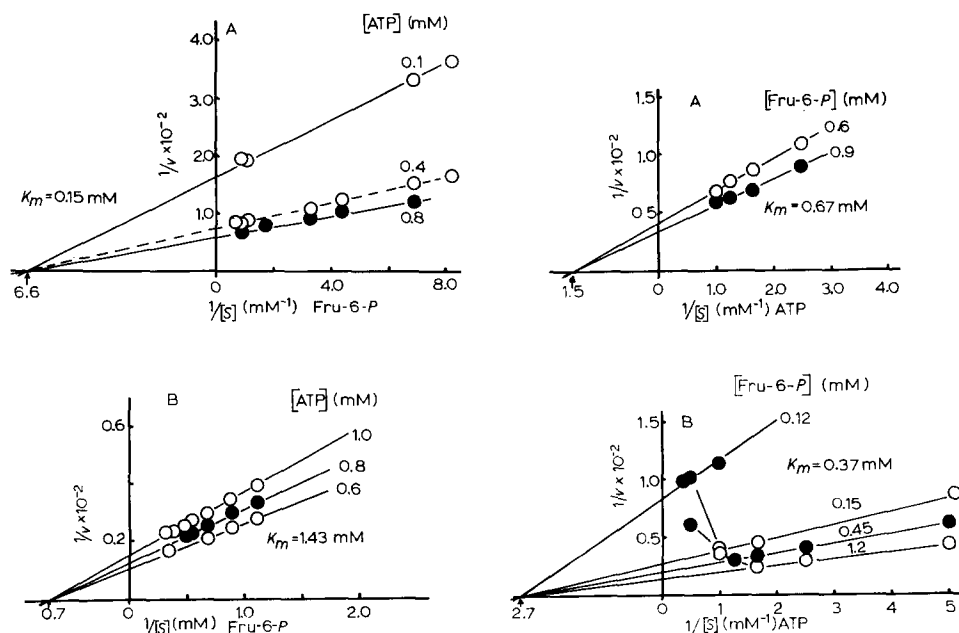 A
[ATP] (mM)
4.0
3.0
2.0
1.0
1/v × 10⁻²
0.1
0.4
0.8
Km = 0.15 mM
6.6
0
4.0
8.0
1/[S] (mM⁻¹) Fru-6-P
A
[Fru-6-P] (mM)
1.5
1.0
0.5
1/v × 10⁻²
0.6
0.9
Km = 0.67 mM
1.5
0
1.0
2.0
3.0
4.0
1/[S] (mM⁻¹) ATP
B
[ATP] (mM)
0.6
0.2
1/v × 10⁻²
1.0
0.8
0.6
Km = 1.43 mM
0.7
0
1.0
2.0
1/[S] (mM⁻¹) Fru-6-P
[Fru-6-P] (mM)
B
1.5
1.0
0.5
1/v × 10⁻²
0.12
Km = 0.37 mM
0.15
0.45
1.2
2.7
0
1
2
3
4
5
1/[S] (mM⁻¹) ATP